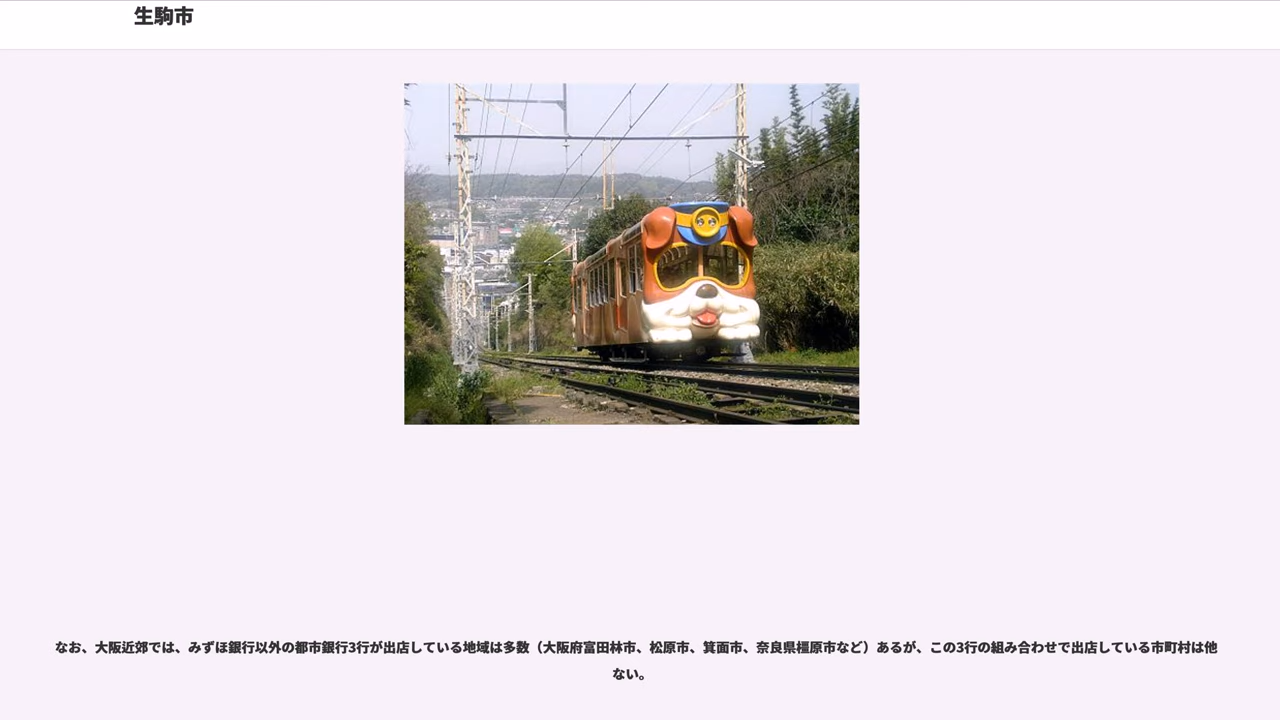 生駒市
なお、大阪近郊では、みずほ銀行以外の都市銀行3行が出店している地域は多数（大阪府富田林市、松原市、箕面市、奈良県橿原市など）あるが、この3行の組み合わせで出店している市町村は他
ない。